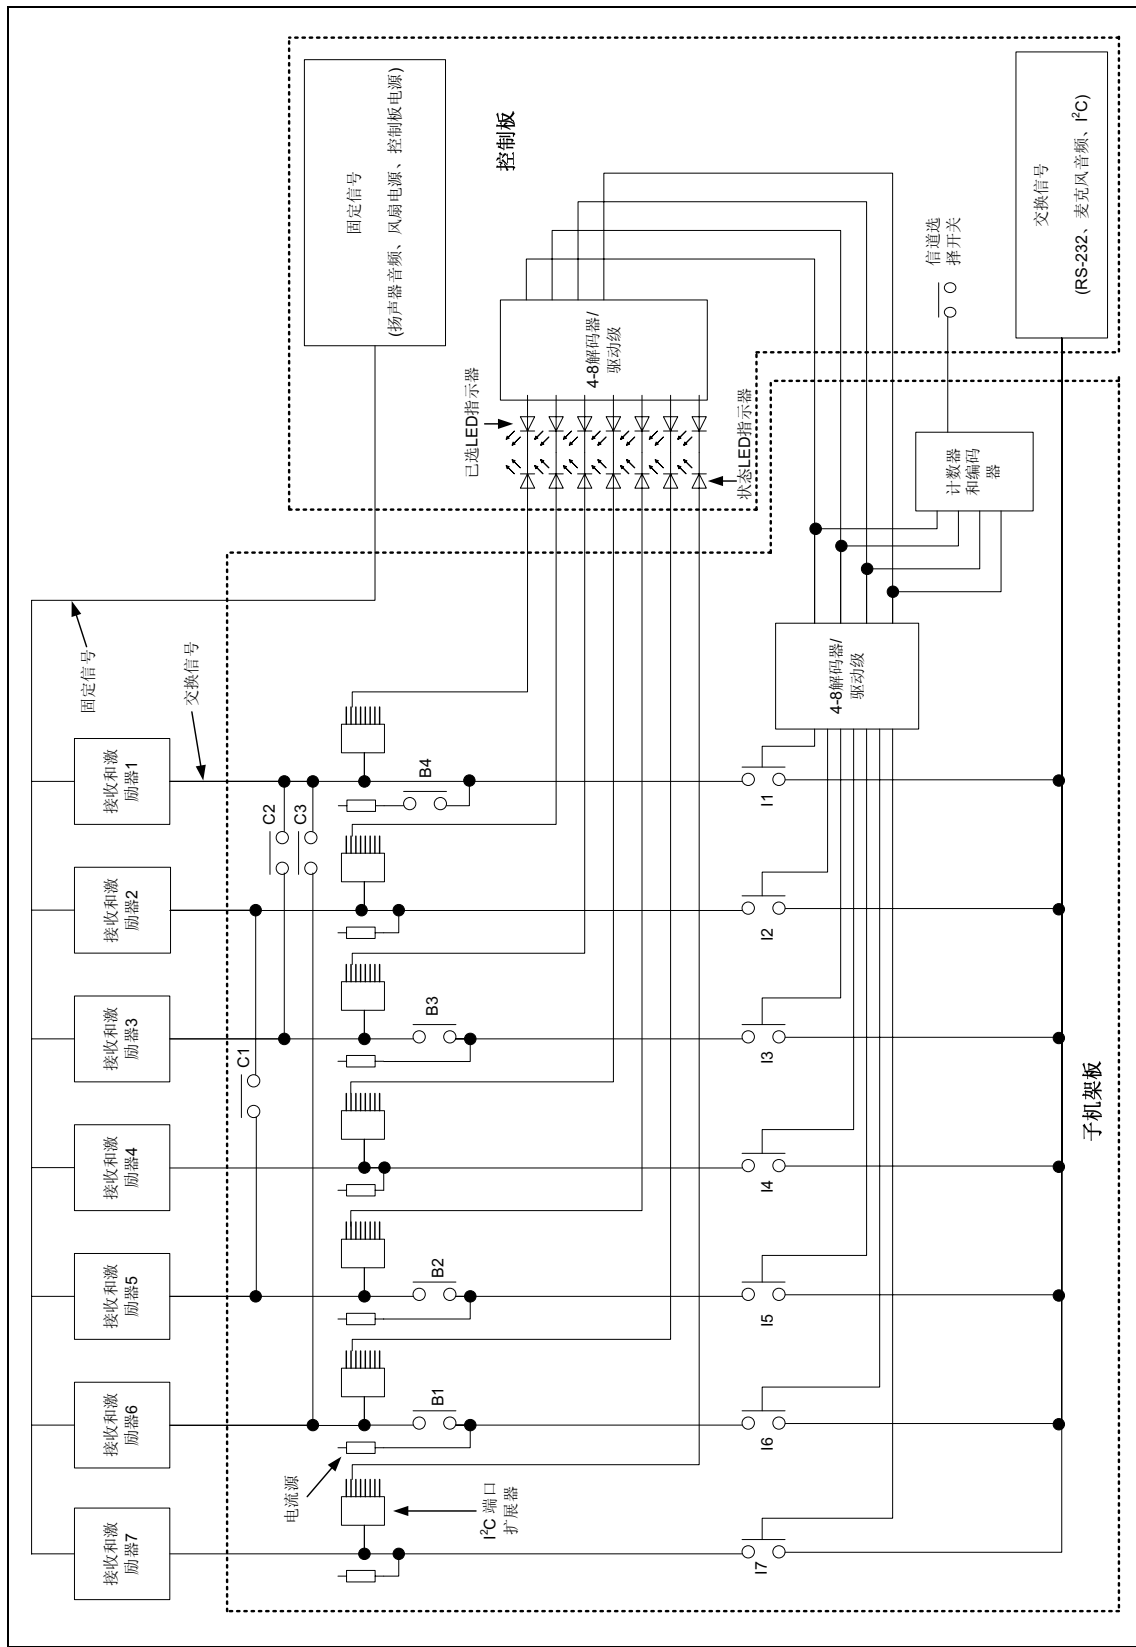 固定信号
(扬声器音频、风扇电源、控制板电源)
控制板
交换信号
(RS-232、麦克风音频、I²C)
信道选
择开关
4-8解码器/
驱动级
已选LED指示器
状态LED指示器
计数器
和编码
器
4-8解码器/
驱动级
固定信号
交换信号
接收和激
励器7
接收和激
励器6
接收和激
励器5
接收和激
励器4
接收和激
励器3
接收和激
励器2
接收和激
励器1
C1
C2
C3
电流源
I²C 端口
扩展器
B1
B2
B3
B4
I7
I6
I5
I4
I3
I2
I1
子机架板